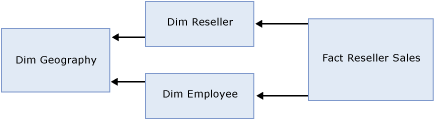 Dim Reseller
Dim Geography
Fact Reseller Sales
Dim Employee